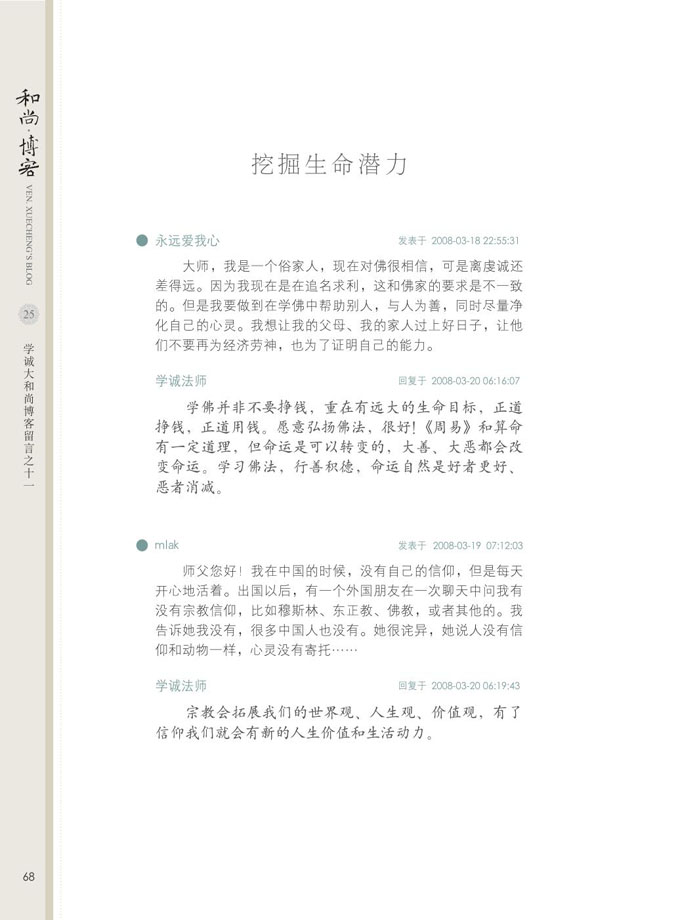 和尚·博客
VEN. XUECHENG'S BLOG
25
学诚大和尚博客留言之十一
挖掘生命潜力
永远爱我心 发表于 2008-03-18 22:55:31
大师，我是一个俗家人，现在对佛很相信，可是离虔诚还
差得远。因为我现在是在追名求利，这和佛家的要求是不一致
的。但是我要做到在学佛中帮助别人，与人为善，同时尽量净
化自己的心灵。我想让我的父母、我的家人过上好日子，让他
们不要再为经济劳神，也为了证明自己的能力。
学诚法师 回复于 2008-03-20 06:16:07
学佛并非不要挣钱，重在有远大的生命目标，正道
挣钱，正道用钱。愿意弘扬佛法，很好！《周易》和算命
有一定道理，但命运是可以转变的，大善、大恶都会改
变命运。学习佛法，行善积德，命运自然是好者更好、
恶者消减。
mlak 发表于 2008-03-19 07:12:03
师父您好！我在中国的时候，没有自己的信仰，但是每天
开心地活着。出国以后，有一个外国朋友在一次聊天中问我有
没有宗教信仰，比如穆斯林、东正教、佛教，或者其他的。我
告诉她我没有，很多中国人也没有。她很诧异，她说人没有信
仰和动物一样，心灵没有寄托……
学诚法师 回复于 2008-03-20 06:19:43
宗教会拓展我们的世界观、人生观、价值观，有了
信仰我们就会有新的人生价值和生活动力。
68